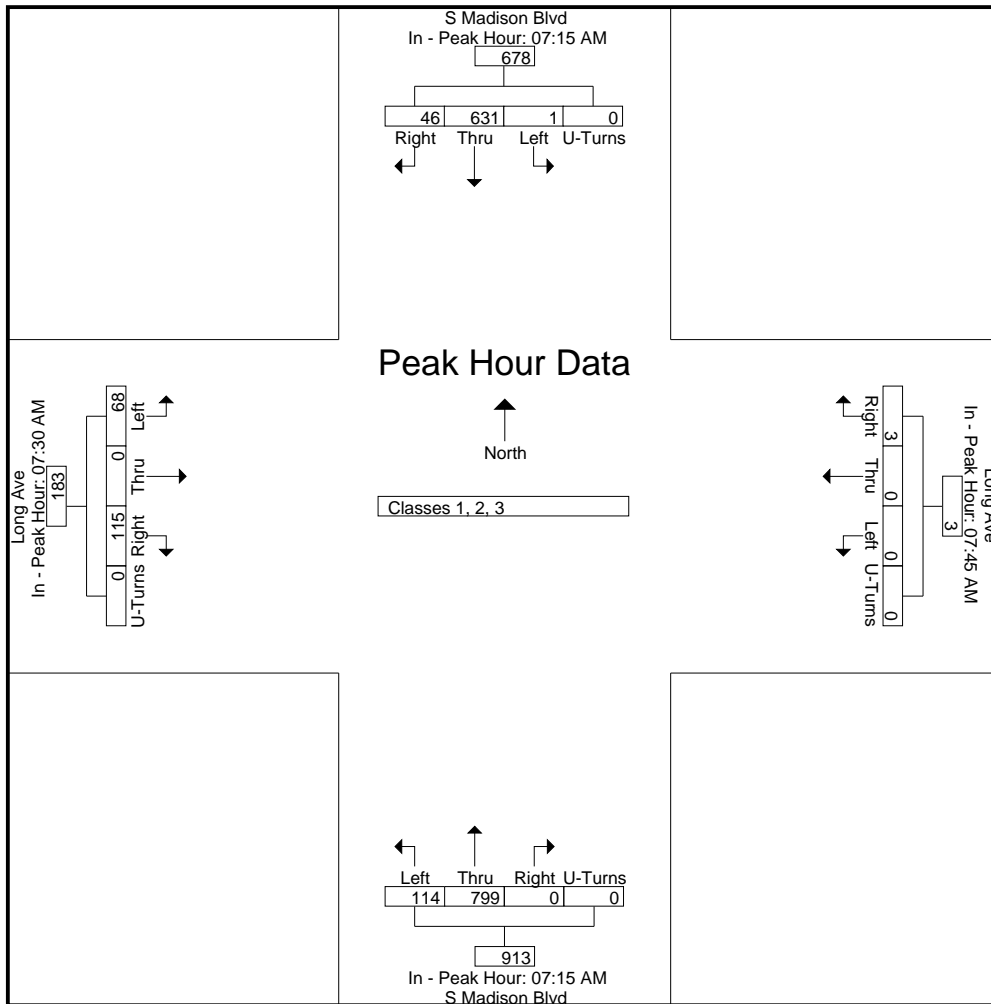 S Madison Blvd
In - Peak Hour: 07:15 AM
678
46 631 1 0
Right Thru Left U-Turns
Peak Hour Data
North
Classes 1, 2, 3
Long Ave
In - Peak Hour: 07:30 AM
183
68 0 115 0
Left Thru Right U-Turns
Long Ave
In - Peak Hour: 07:45 AM
3
3 0 0 0
Right Thru Left U-Turns
Left Thru Right U-Turns
114 799 0 0
913
In - Peak Hour: 07:15 AM
S Madison Blvd